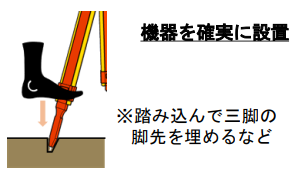 機器を確実に設置
※踏み込んで三脚の
脚先を埋めるなど